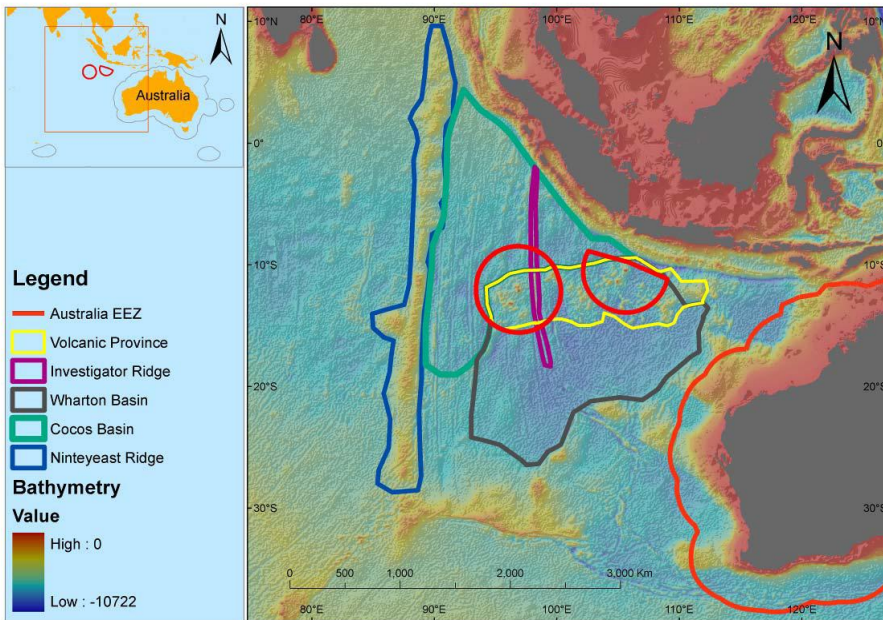 N
Australia
Legend
Australia EEZ
Volcanic Province
Investigator Ridge
Wharton Basin
Cocos Basin
Ninteyeast Ridge
Bathymetry
Value
High : 0
Low : -10722
10°N 80°E 90°E 100°E 110°E 120°E 10°N
N
0° 0°
10°S 10°S
20°S 20°S
30°S 30°S
0 500 1,000 2,000 3,000 Km
80°E 90°E 100°E 110°E 120°E